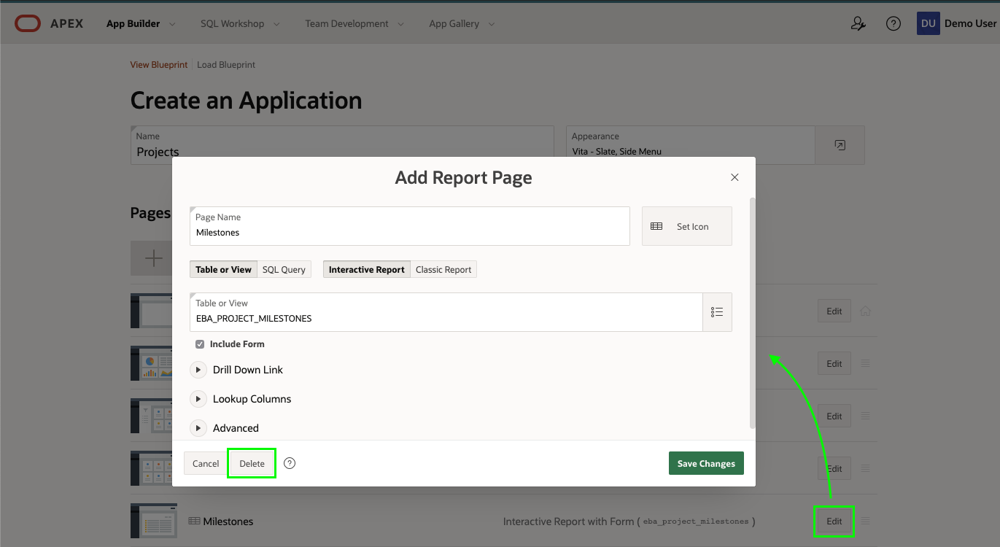 APEX App Builder SQL Workshop Team Development App Gallery DU Demo User
View Blueprint Load Blueprint
Create an Application
Name
Projects
Appearance
Vita - Slate, Side Menu
Pages
Add Report Page
Page Name
Milestones
Set Icon
Table or View SQL Query Interactive Report Classic Report
Table or View
EBA_PROJECT_MILESTONES
Include Form
Drill Down Link
Lookup Columns
Advanced
Cancel Delete ? Save Changes
Edit
Edit
Edit
Edit
Milestones Interactive Report with Form ( eba_project_milestones ) Edit